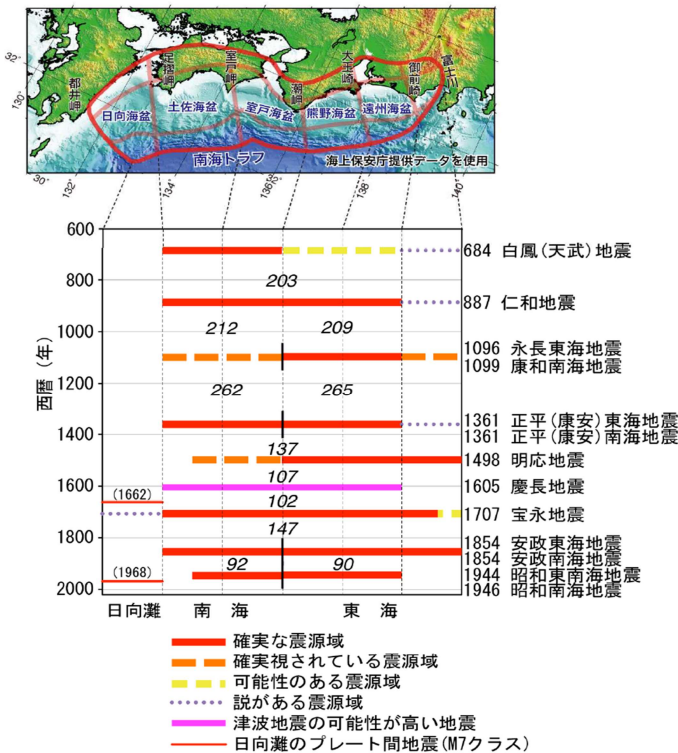 都井岬
足摺岬
室戸岬
潮岬
大王崎
御前崎
富士川
日向海盆
土佐海盆
室戸海盆
熊野海盆
遠州海盆
南海トラフ
海上保安庁提供データを使用
32°
130°
30°
132°
134°
136°
138°
140°
西暦（年）
600
800
1000
1200
1400
1600
1800
2000
203
212
209
262
265
137
107
102
147
92
90
(1662)
(1968)
684 白鳳(天武)地震
887 仁和地震
1096 永長東海地震
1099 康和南海地震
1361 正平(康安)東海地震
1361 正平(康安)南海地震
1498 明応地震
1605 慶長地震
1707 宝永地震
1854 安政東海地震
1854 安政南海地震
1944 昭和東南海地震
1946 昭和南海地震
日向灘
南 海
東 海
確実な震源域
確実視されている震源域
可能性のある震源域
説がある震源域
津波地震の可能性が高い地震
日向灘のプレート間地震(M7クラス)